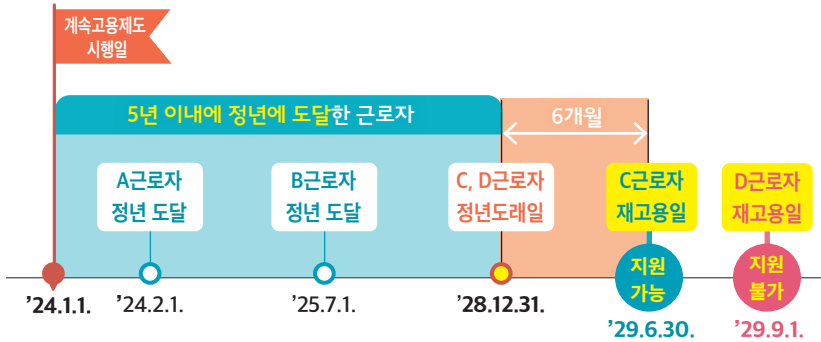 계속고용제도
시행일
5년 이내에 정년에 도달한 근로자
6개월
A근로자
정년 도달
B근로자
정년 도달
C, D근로자
정년도래일
C근로자
재고용일
D근로자
재고용일
지원
가능
지원
불가
’24.1.1.
’24.2.1.
’25.7.1.
’28.12.31.
’29.6.30.
’29.9.1.